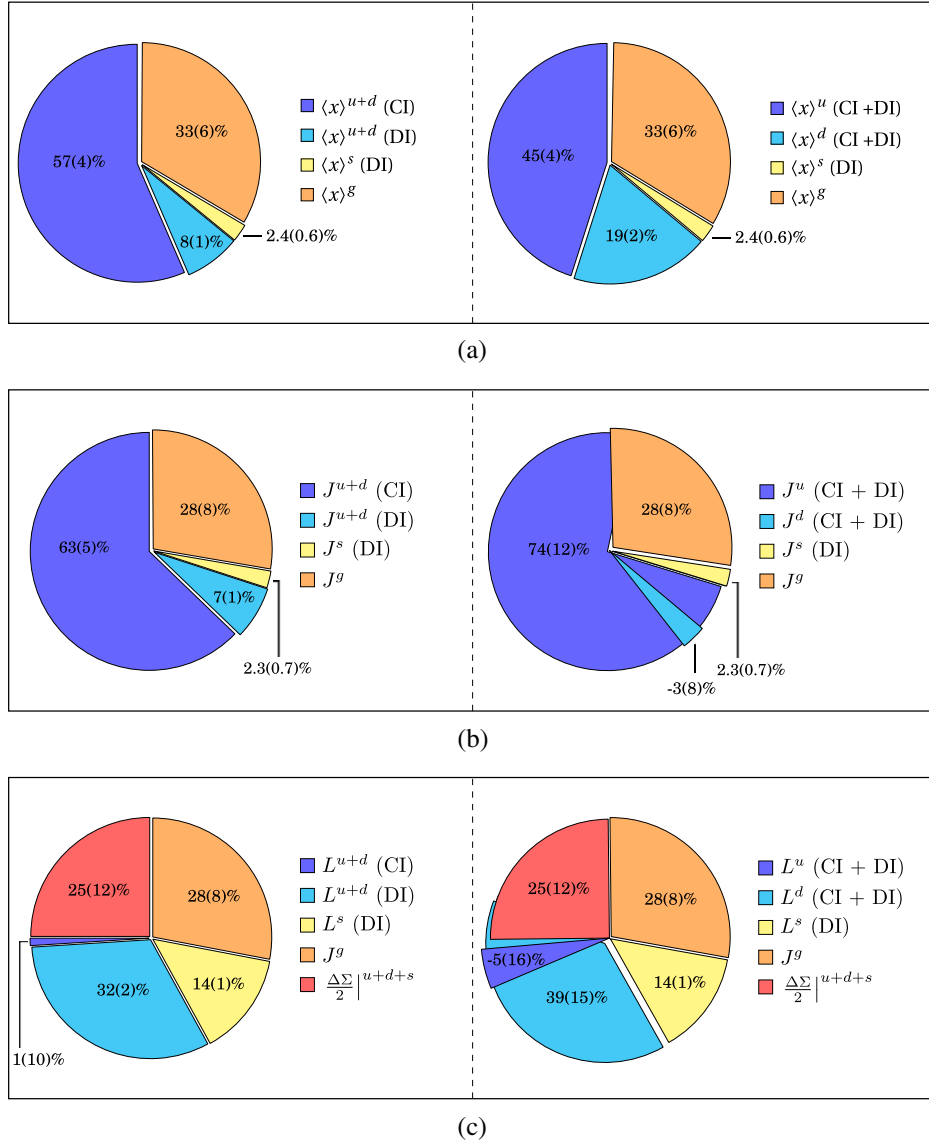 57(4)%
33(6)%
8(1)%
2.4(0.6)%
⟨x⟩^{u+d} (CI)
⟨x⟩^{u+d} (DI)
⟨x⟩^s (DI)
⟨x⟩^g
45(4)%
33(6)%
19(2)%
2.4(0.6)%
⟨x⟩^u (CI +DI)
⟨x⟩^d (CI +DI)
⟨x⟩^s (DI)
⟨x⟩^g
(a)
63(5)%
28(8)%
7(1)%
2.3(0.7)%
J^{u+d} (CI)
J^{u+d} (DI)
J^s (DI)
J^g
74(12)%
28(8)%
-3(8)%
2.3(0.7)%
J^u (CI + DI)
J^d (CI + DI)
J^s (DI)
J^g
(b)
25(12)%
28(8)%
32(2)%
14(1)%
1(10)%
L^{u+d} (CI)
L^{u+d} (DI)
L^s (DI)
J^g
ΔΣ/2|^{u+d+s}
25(12)%
28(8)%
-5(16)%
39(15)%
14(1)%
L^u (CI + DI)
L^d (CI + DI)
L^s (DI)
J^g
ΔΣ/2|^{u+d+s}
(c)